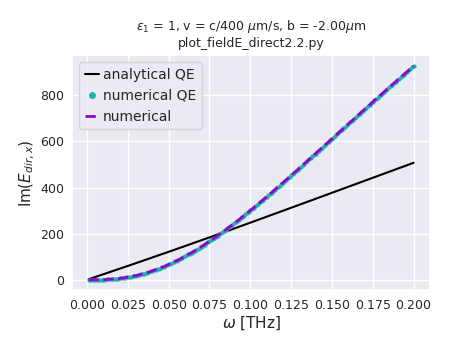 ε₁ = 1, v = c/400 μm/s, b = -2.00μm
plot_fieldE_direct2.2.py
analytical QE
numerical QE
numerical
Im(E_{dir,x})
800
600
400
200
0
0.000 0.025 0.050 0.075 0.100 0.125 0.150 0.175 0.200
ω [THz]